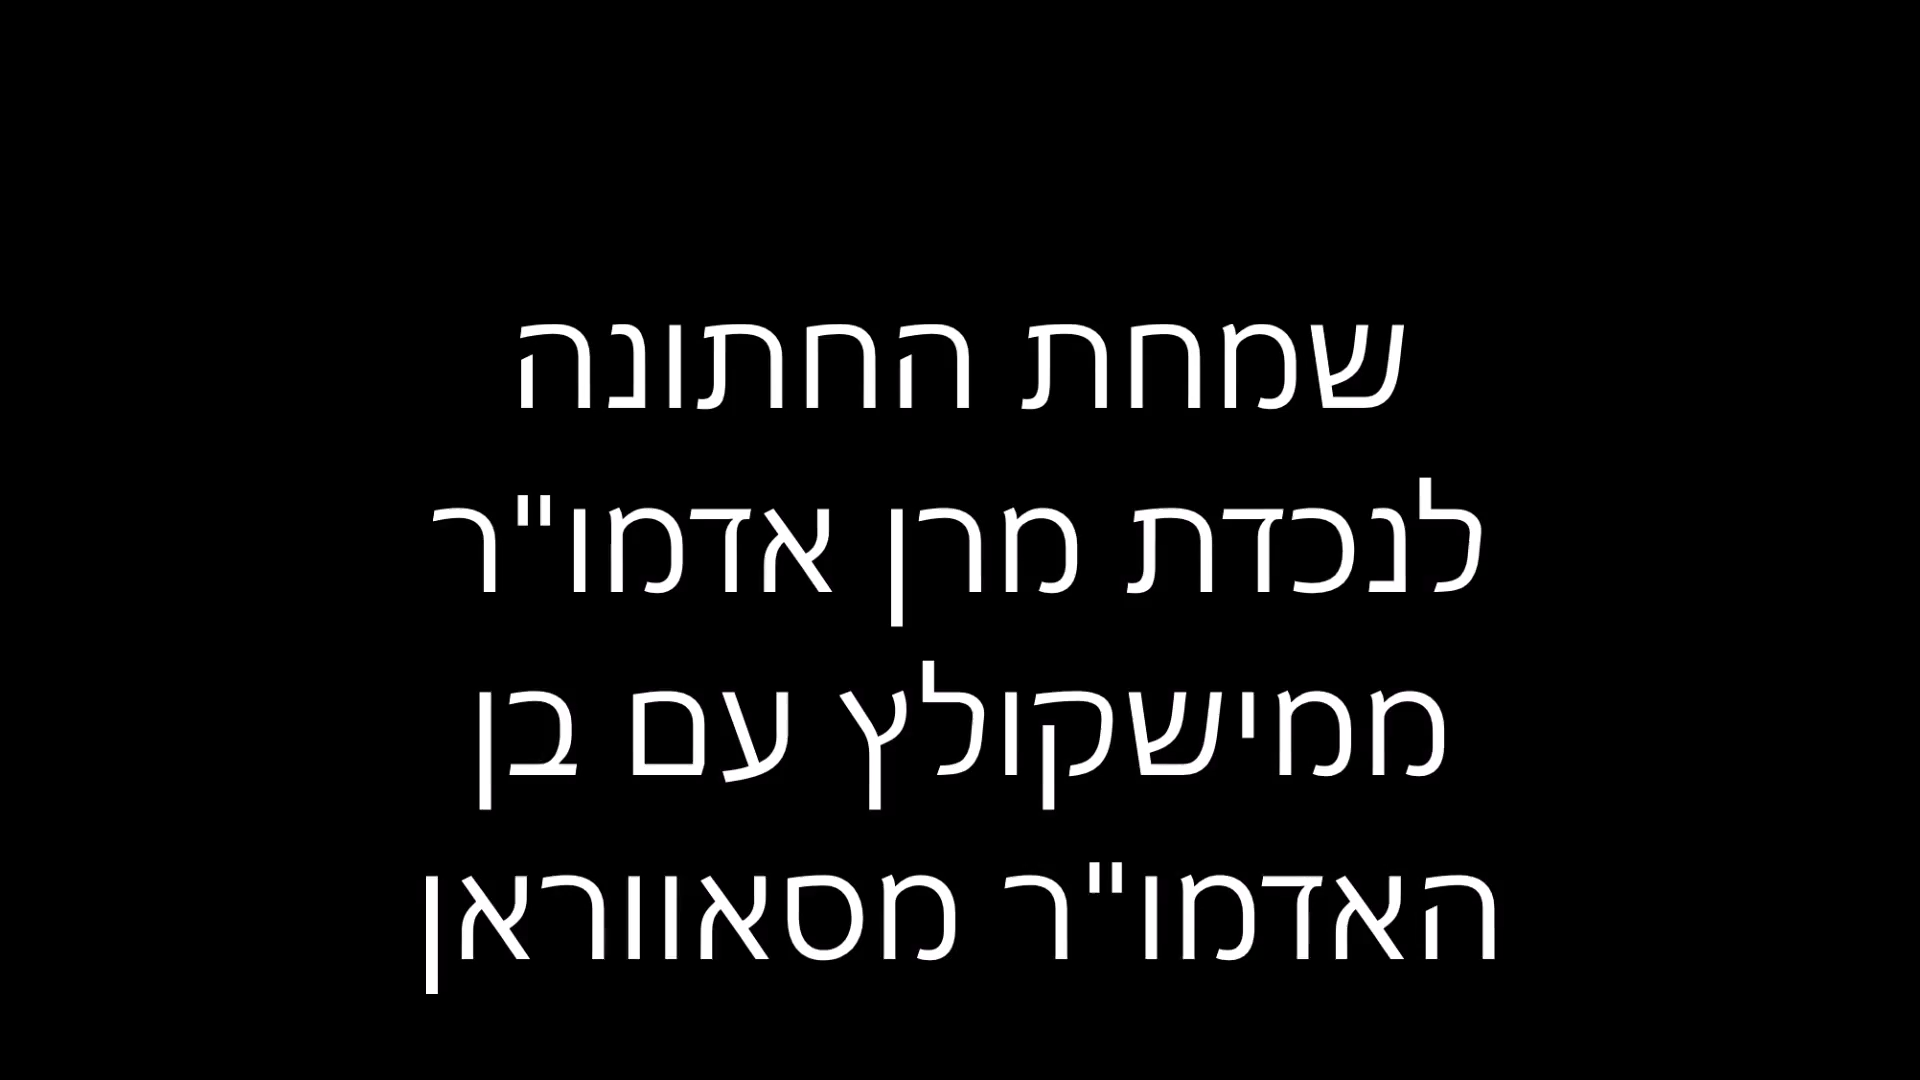 שמחת החתונה
לנכדת מרן אדמו"ר
ממישקולץ עם בן
האדמו"ר מסאווראן